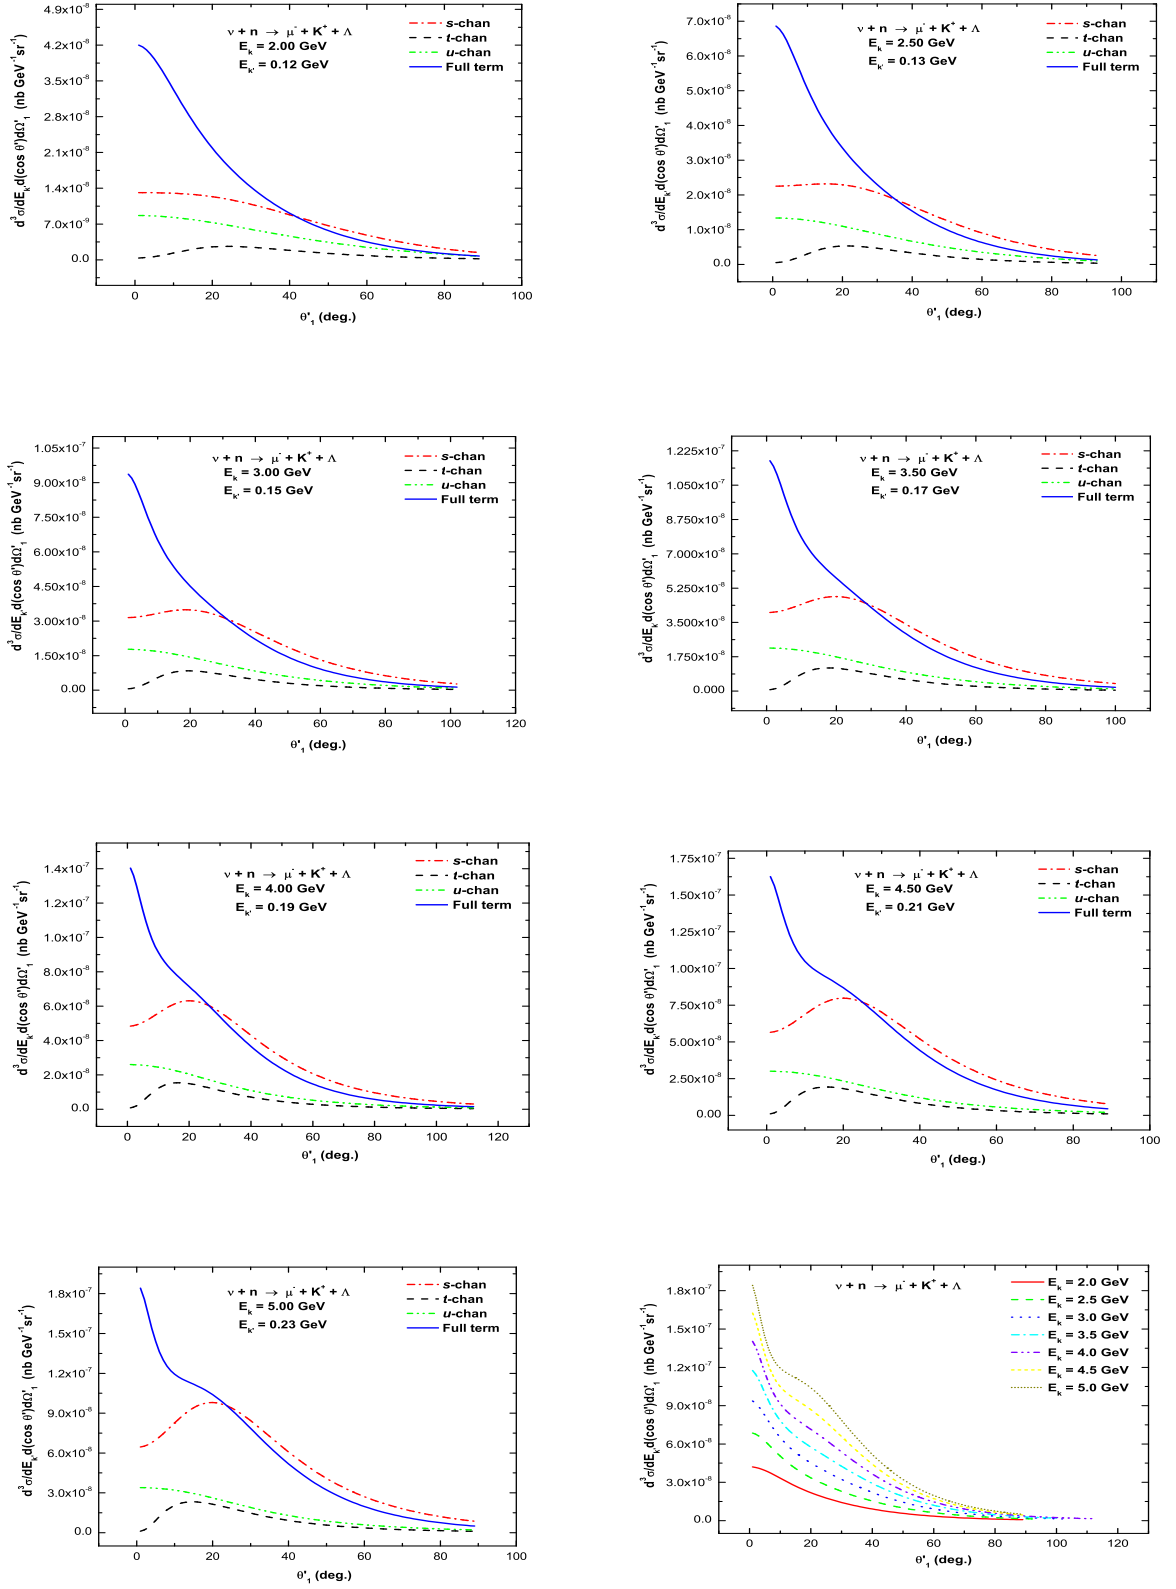 4.9x10⁻⁸
4.2x10⁻⁸
3.5x10⁻⁸
2.8x10⁻⁸
2.1x10⁻⁸
1.4x10⁻⁸
7.0x10⁻⁹
0.0
d³σ/dE_k'd(cos θ')dΩ'₁ (nb GeV⁻¹sr⁻¹)
ν + n → μ⁻ + K⁺ + Λ
E_k = 2.00 GeV
E_k' = 0.12 GeV
s-chan
t-chan
u-chan
Full term
0 20 40 60 80 100
θ'₁ (deg.)
7.0x10⁻⁸
6.0x10⁻⁸
5.0x10⁻⁸
4.0x10⁻⁸
3.0x10⁻⁸
2.0x10⁻⁸
1.0x10⁻⁸
0.0
d³σ/dE_k'd(cos θ')dΩ'₁ (nb GeV⁻¹sr⁻¹)
ν + n → μ⁻ + K⁺ + Λ
E_k = 2.50 GeV
E_k' = 0.13 GeV
s-chan
t-chan
u-chan
Full term
0 20 40 60 80 100
θ'₁ (deg.)
1.05x10⁻⁷
9.00x10⁻⁸
7.50x10⁻⁸
6.00x10⁻⁸
4.50x10⁻⁸
3.00x10⁻⁸
1.50x10⁻⁸
0.00
d³σ/dE_k'd(cos θ')dΩ'₁ (nb GeV⁻¹sr⁻¹)
ν + n → μ⁻ + K⁺ + Λ
E_k = 3.00 GeV
E_k' = 0.15 GeV
s-chan
t-chan
u-chan
Full term
0 20 40 60 80 100 120
θ'₁ (deg.)
1.225x10⁻⁷
1.050x10⁻⁷
8.750x10⁻⁸
7.000x10⁻⁸
5.250x10⁻⁸
3.500x10⁻⁸
1.750x10⁻⁸
0.000
d³σ/dE_k'd(cos θ')dΩ'₁ (nb GeV⁻¹sr⁻¹)
ν + n → μ⁻ + K⁺ + Λ
E_k = 3.50 GeV
E_k' = 0.17 GeV
s-chan
t-chan
u-chan
Full term
0 20 40 60 80 100
θ'₁ (deg.)
1.4x10⁻⁷
1.2x10⁻⁷
1.0x10⁻⁷
8.0x10⁻⁸
6.0x10⁻⁸
4.0x10⁻⁸
2.0x10⁻⁸
0.0
d³σ/dE_k'd(cos θ')dΩ'₁ (nb GeV⁻¹sr⁻¹)
ν + n → μ⁻ + K⁺ + Λ
E_k = 4.00 GeV
E_k' = 0.19 GeV
s-chan
t-chan
u-chan
Full term
0 20 40 60 80 100 120
θ'₁ (deg.)
1.75x10⁻⁷
1.50x10⁻⁷
1.25x10⁻⁷
1.00x10⁻⁷
7.50x10⁻⁸
5.00x10⁻⁸
2.50x10⁻⁸
0.00
d³σ/dE_k'd(cos θ')dΩ'₁ (nb GeV⁻¹sr⁻¹)
ν + n → μ⁻ + K⁺ + Λ
E_k = 4.50 GeV
E_k' = 0.21 GeV
s-chan
t-chan
u-chan
Full term
0 20 40 60 80 100
θ'₁ (deg.)
1.8x10⁻⁷
1.5x10⁻⁷
1.2x10⁻⁷
9.0x10⁻⁸
6.0x10⁻⁸
3.0x10⁻⁸
0.0
d³σ/dE_k'd(cos θ')dΩ'₁ (nb GeV⁻¹sr⁻¹)
ν + n → μ⁻ + K⁺ + Λ
E_k = 5.00 GeV
E_k' = 0.23 GeV
s-chan
t-chan
u-chan
Full term
0 20 40 60 80 100
θ'₁ (deg.)
1.8x10⁻⁷
1.5x10⁻⁷
1.2x10⁻⁷
9.0x10⁻⁸
6.0x10⁻⁸
3.0x10⁻⁸
0.0
d³σ/dE_k'd(cos θ')dΩ'₁ (nb GeV⁻¹sr⁻¹)
ν + n → μ⁻ + K⁺ + Λ
E_k = 2.0 GeV
E_k = 2.5 GeV
E_k = 3.0 GeV
E_k = 3.5 GeV
E_k = 4.0 GeV
E_k = 4.5 GeV
E_k = 5.0 GeV
0 20 40 60 80 100 120
θ'₁ (deg.)